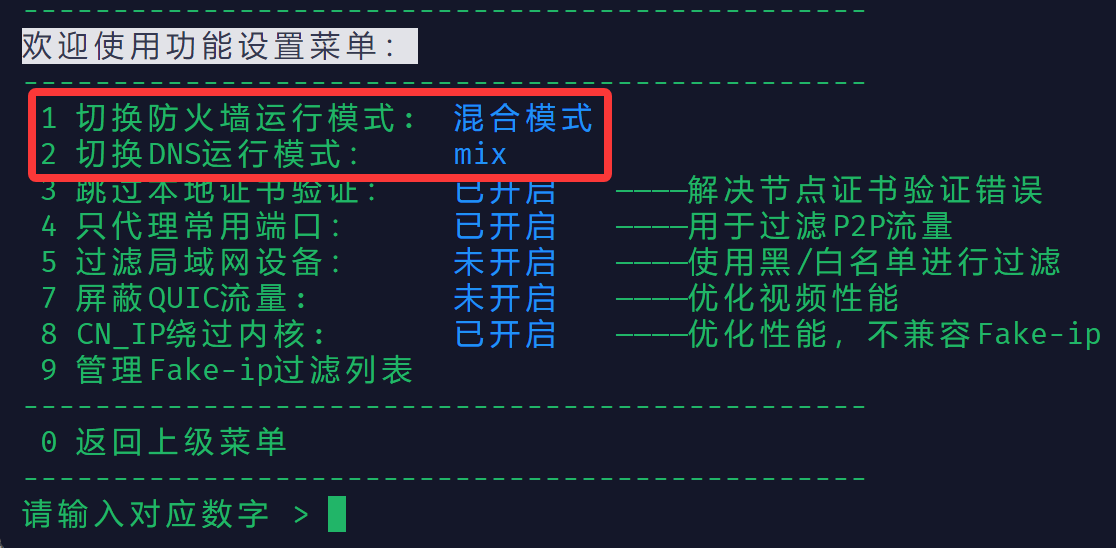 ---------------------------------------------
欢迎使用功能设置菜单：
---------------------------------------------
1 切换防火墙运行模式： 混合模式
2 切换DNS运行模式： mix
3 跳过本地证书验证： 已开启 ————解决节点证书验证错误
4 只代理常用端口： 已开启 ————用于过滤P2P流量
5 过滤局域网设备： 未开启 ————使用黑/白名单进行过滤
7 屏蔽QUIC流量： 未开启 ————优化视频性能
8 CN_IP绕过内核： 已开启 ————优化性能，不兼容Fake-ip
9 管理Fake-ip过滤列表
---------------------------------------------
0 返回上级菜单
---------------------------------------------
请输入对应数字 >